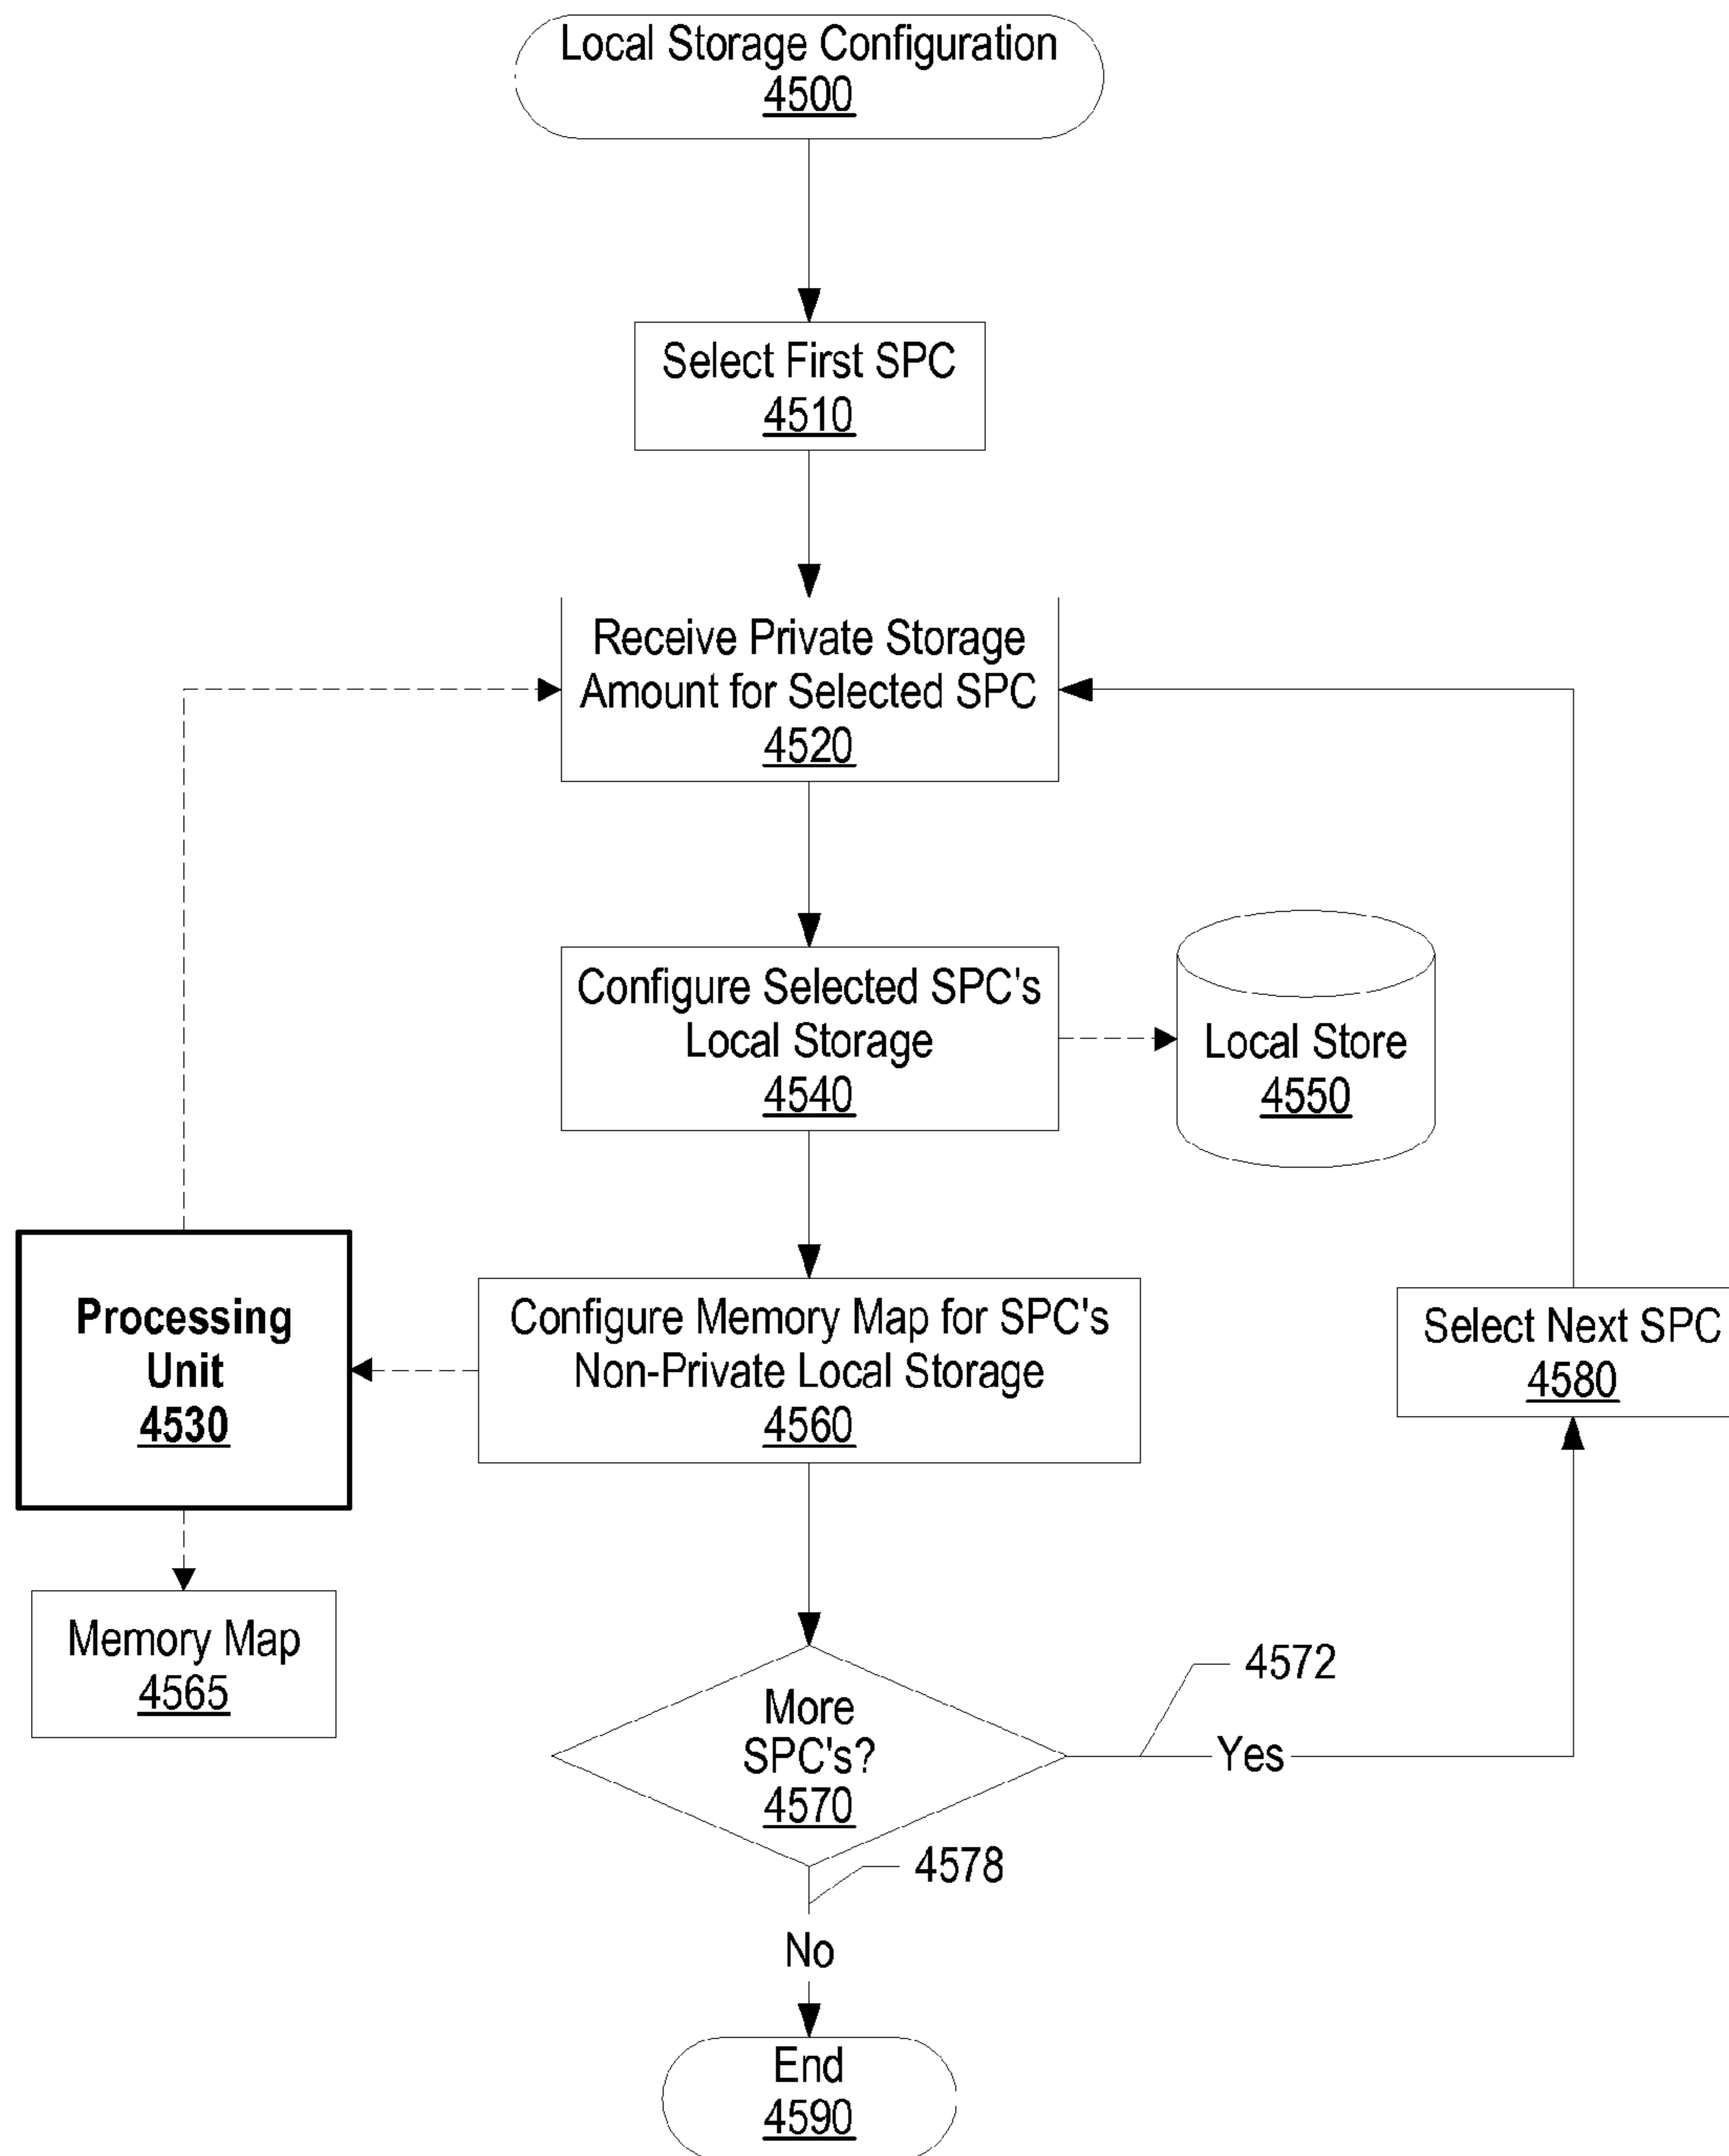 Local Storage Configuration
4500
Select First SPC
4510
Receive Private Storage
Amount for Selected SPC
4520
Configure Selected SPC's
Local Storage
4540
Local Store
4550
Processing
Unit
4530
Configure Memory Map for SPC's
Non-Private Local Storage
4560
Select Next SPC
4580
Memory Map
4565
More
SPC's?
4570
4572
Yes
4578
No
End
4590